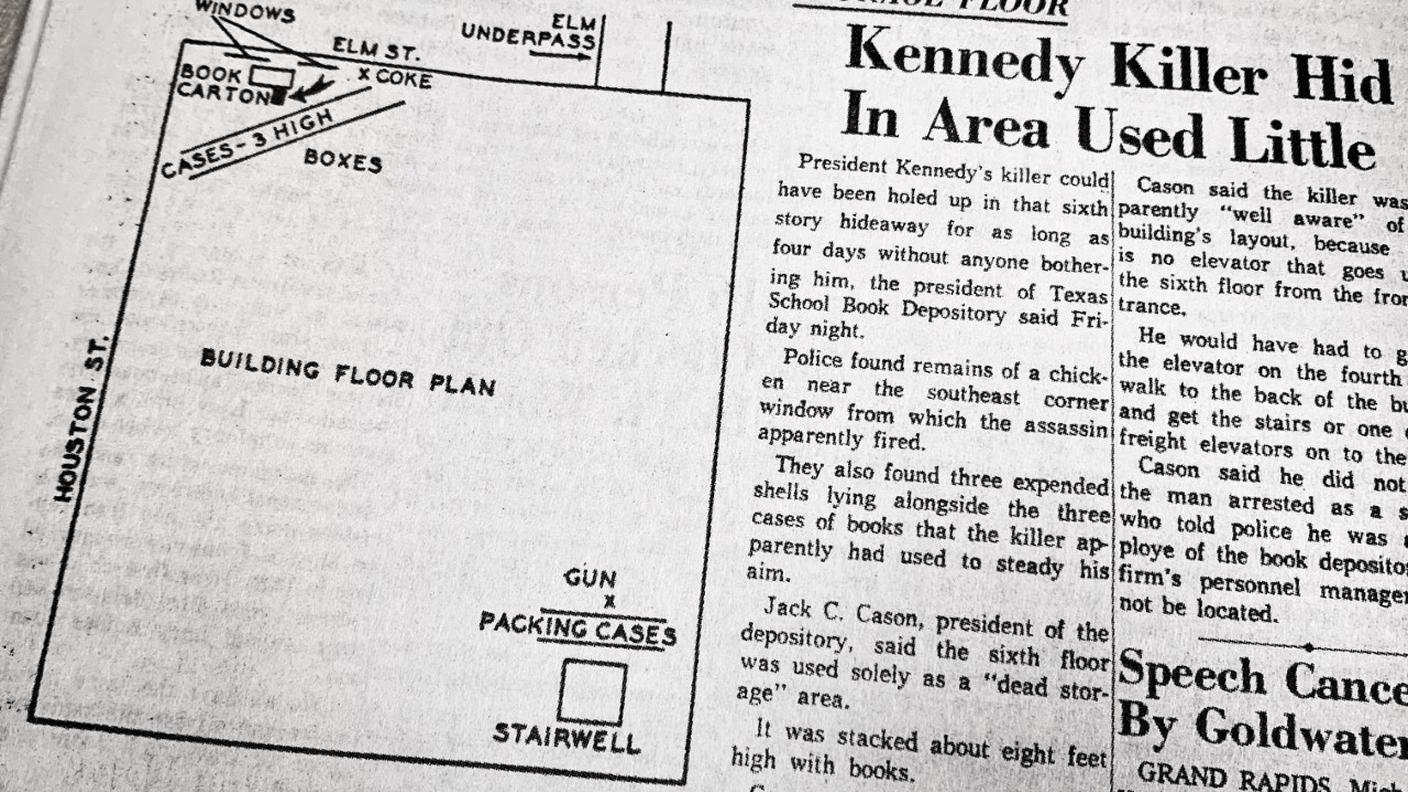 WINDOWS
ELM ST.
ELM
UNDERPASS
BOOK
CARTON
x COKE
CASES - 3 HIGH
BOXES
HOUSTON ST.
BUILDING FLOOR PLAN
GUN
x
PACKING CASES
STAIRWELL
FLOOR
Kennedy Killer Hid
In Area Used Little
President Kennedy's killer could
have been holed up in that sixth
story hideaway for as long as
four days without anyone bother-
ing him, the president of Texas
School Book Depository said Fri-
day night.
Police found remains of a chick-
en near the southeast corner
window from which the assassin
apparently fired.
They also found three expended
shells lying alongside the three
cases of books that the killer ap-
parently had used to steady his
aim.
Jack C. Cason, president of the
depository, said the sixth floor
was used solely as a "dead stor-
age" area.
It was stacked about eight feet
high with books.
Cason said the killer was
parently "well aware" of
building's layout, because
is no elevator that goes
the sixth floor from the
trance.
He would have had to
the elevator on the fourth
walk to the back of the
and get the stairs or one
freight elevators on to the
Cason said he did not
the man arrested as a
who told police he was
ploye of the book
firm's personnel manager
not be located.
Speech
By Goldwater
GRAND RAPIDS,